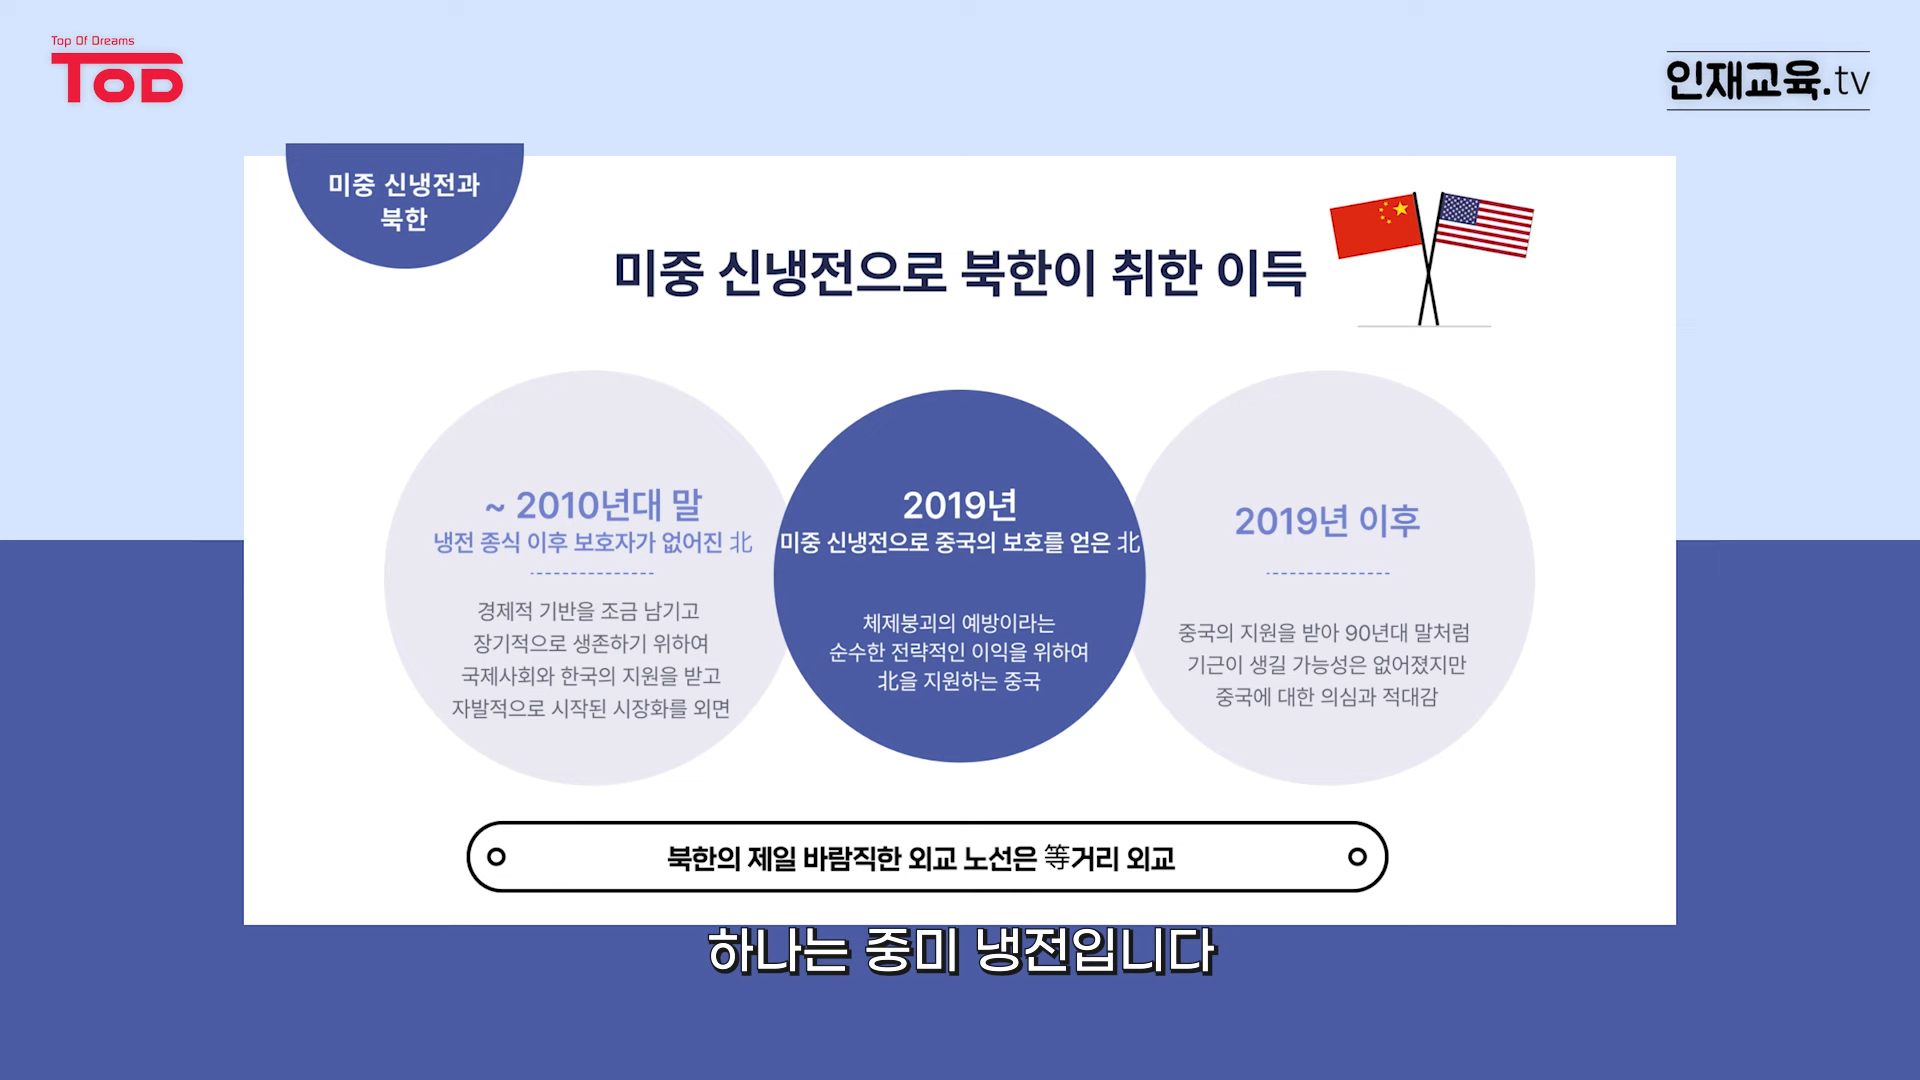 Top Of Dreams
TOD
인재교육.tv
미중 신냉전과
북한
미중 신냉전으로 북한이 취한 이득
~ 2010년대 말
냉전 종식 이후 보호자가 없어진 北
경제적 기반을 조금 남기고
장기적으로 생존하기 위하여
국제사회와 한국의 지원을 받고
자발적으로 시작된 시장화를 외면
2019년
미중 신냉전으로 중국의 보호를 얻은 北
체제붕괴의 예방이라는
순수한 전략적인 이익을 위하여
北을 지원하는 중국
2019년 이후
중국의 지원을 받아 90년대 말처럼
기근이 생길 가능성은 없어졌지만
중국에 대한 의심과 적대감
북한의 제일 바람직한 외교 노선은 等거리 외교
하나는 중미 냉전입니다